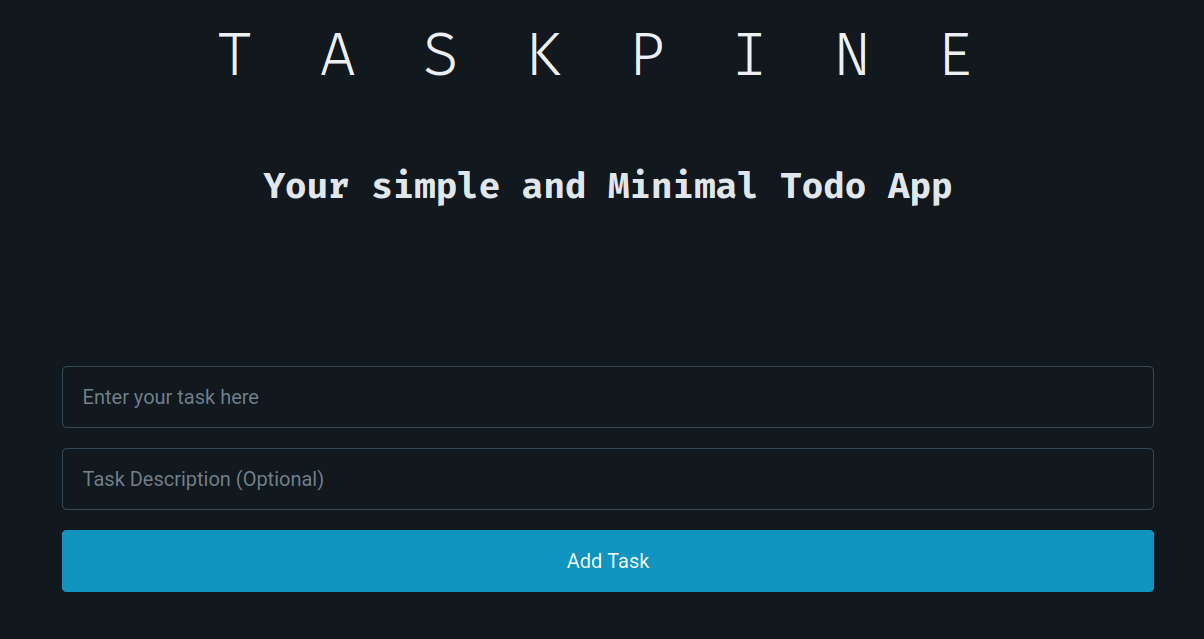 T A S K P I N E
Your simple and Minimal Todo App
Enter your task here
Task Description (Optional)
Add Task